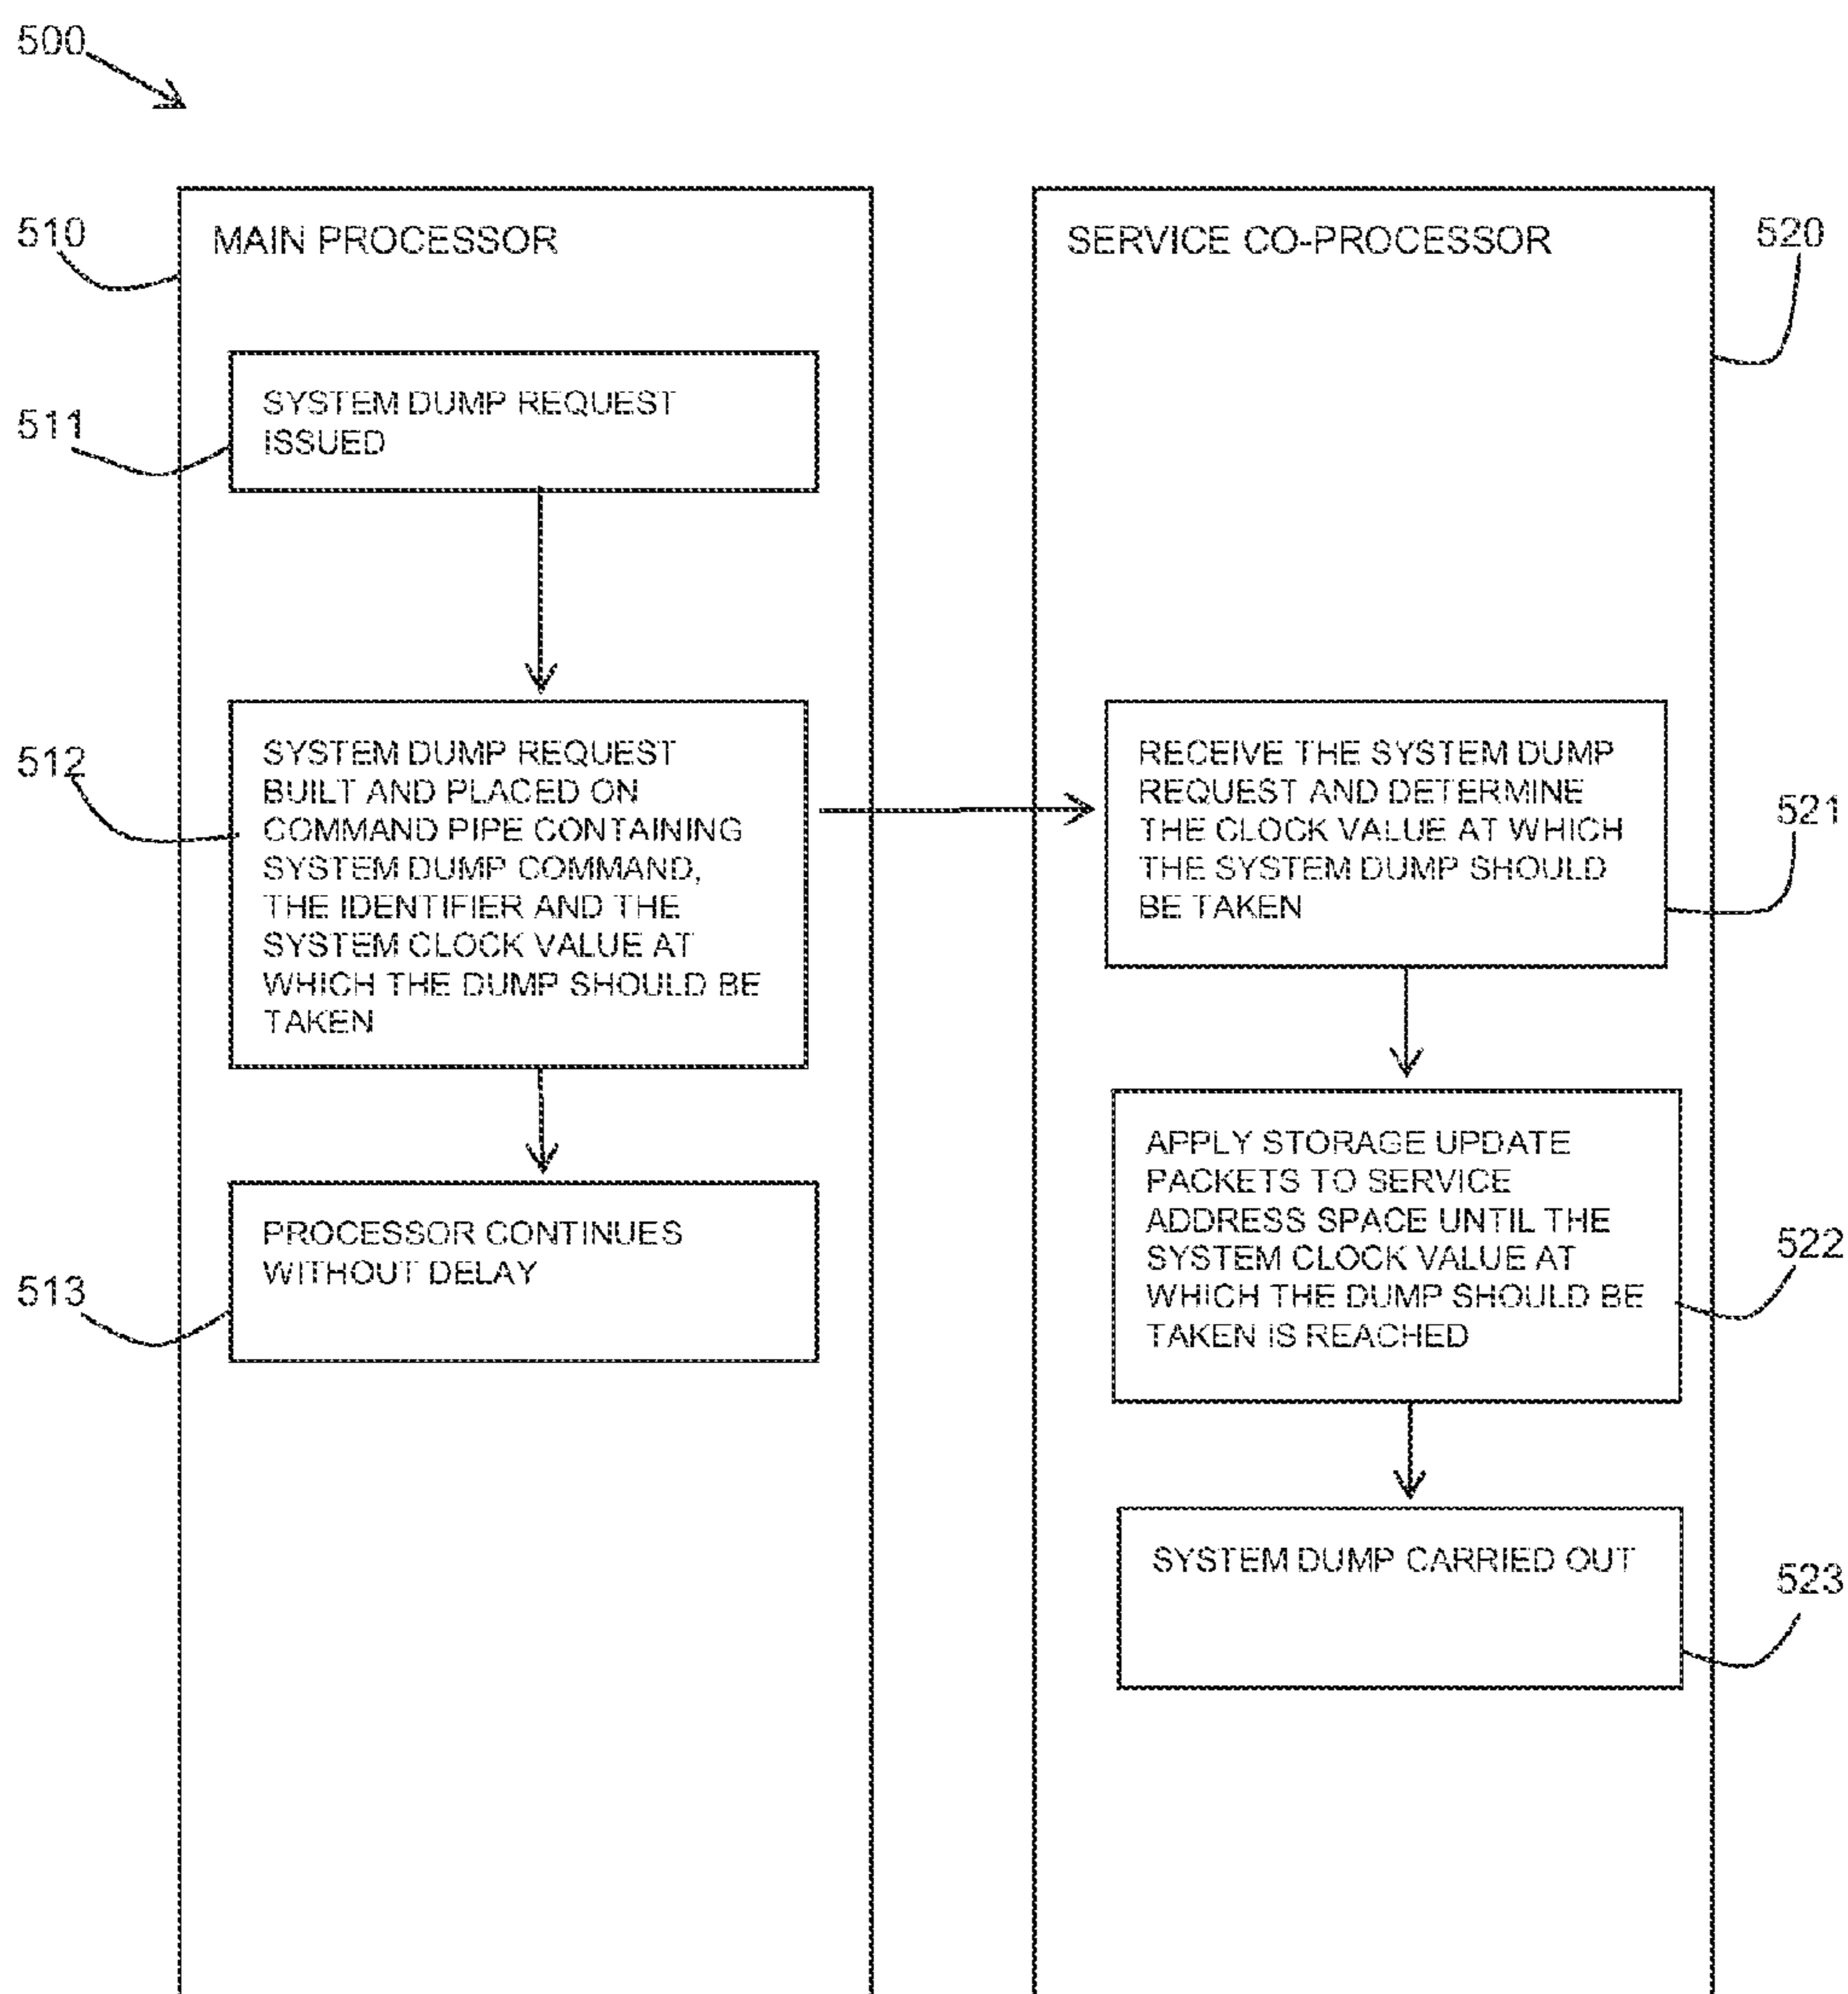 500
510
MAIN PROCESSOR
511
SYSTEM DUMP REQUEST
ISSUED
512
SYSTEM DUMP REQUEST
BUILT AND PLACED ON
COMMAND PIPE CONTAINING
SYSTEM DUMP COMMAND,
THE IDENTIFIER AND THE
SYSTEM CLOCK VALUE AT
WHICH THE DUMP SHOULD BE
TAKEN
513
PROCESSOR CONTINUES
WITHOUT DELAY
SERVICE CO-PROCESSOR
520
RECEIVE THE SYSTEM DUMP
REQUEST AND DETERMINE
THE CLOCK VALUE AT WHICH
THE SYSTEM DUMP SHOULD
BE TAKEN
521
APPLY STORAGE UPDATE
PACKETS TO SERVICE
ADDRESS SPACE UNTIL THE
SYSTEM CLOCK VALUE AT
WHICH THE DUMP SHOULD BE
TAKEN IS REACHED
522
SYSTEM DUMP CARRIED OUT
523